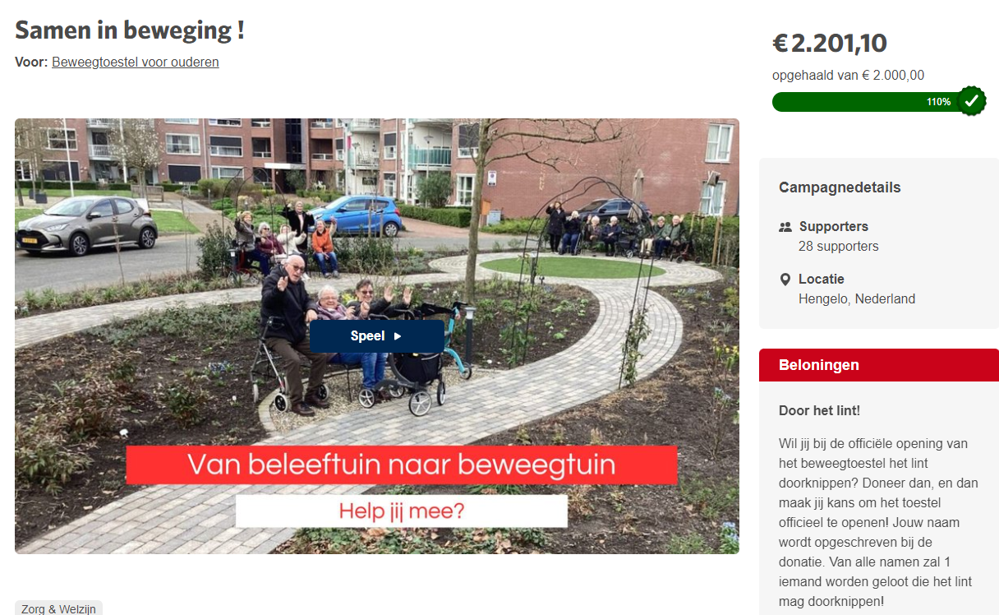 Samen in beweging !
Voor: Beweegtoestel voor ouderen
€ 2.201,10
opgehaald van € 2.000,00
110%
Speel
Van beleeftuin naar beweegtuin
Help jij mee?
Zorg & Welzijn
Campagnedetails
Supporters
28 supporters
Locatie
Hengelo, Nederland
Beloningen
Door het lint!
Wil jij bij de officiële opening van
het beweegtoestel het lint
doorknippen? Doneer dan, en dan
maak jij kans om het toestel
officieel te openen! Jouw naam
wordt opgeschreven bij de
donatie. Van alle namen zal 1
iemand worden geloot die het lint
mag doorknippen!